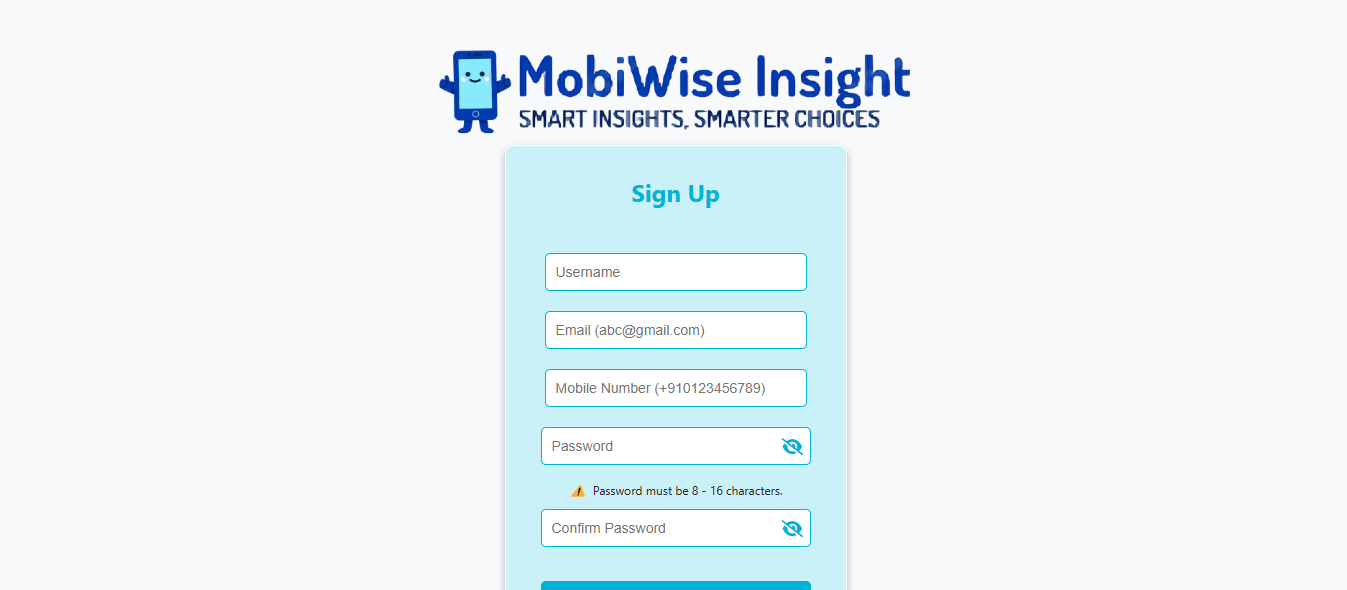 MobiWise Insight
SMART INSIGHTS, SMARTER CHOICES
Sign Up
Username
Email (abc@gmail.com)
Mobile Number (+910123456789)
Password
Password must be 8 - 16 characters.
Confirm Password